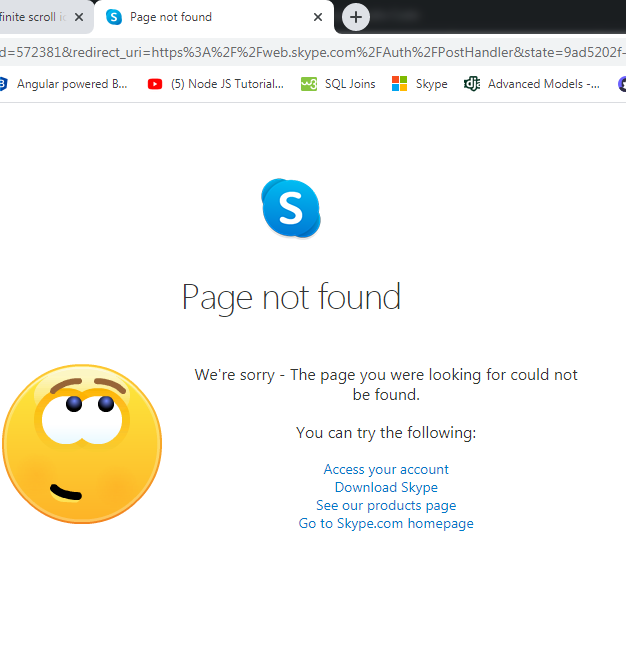 finite scroll i
Page not found
d=572381&redirect_uri=https%3A%2F%2Fweb.skype.com%2FAuth%2FPostHandler&state=9ad5202f-
Angular powered B... (5) Node JS Tutorial... SQL Joins Skype Advanced Models -...
S
Page not found
We're sorry - The page you were looking for could not
be found.
You can try the following:
Access your account
Download Skype
See our products page
Go to Skype.com homepage